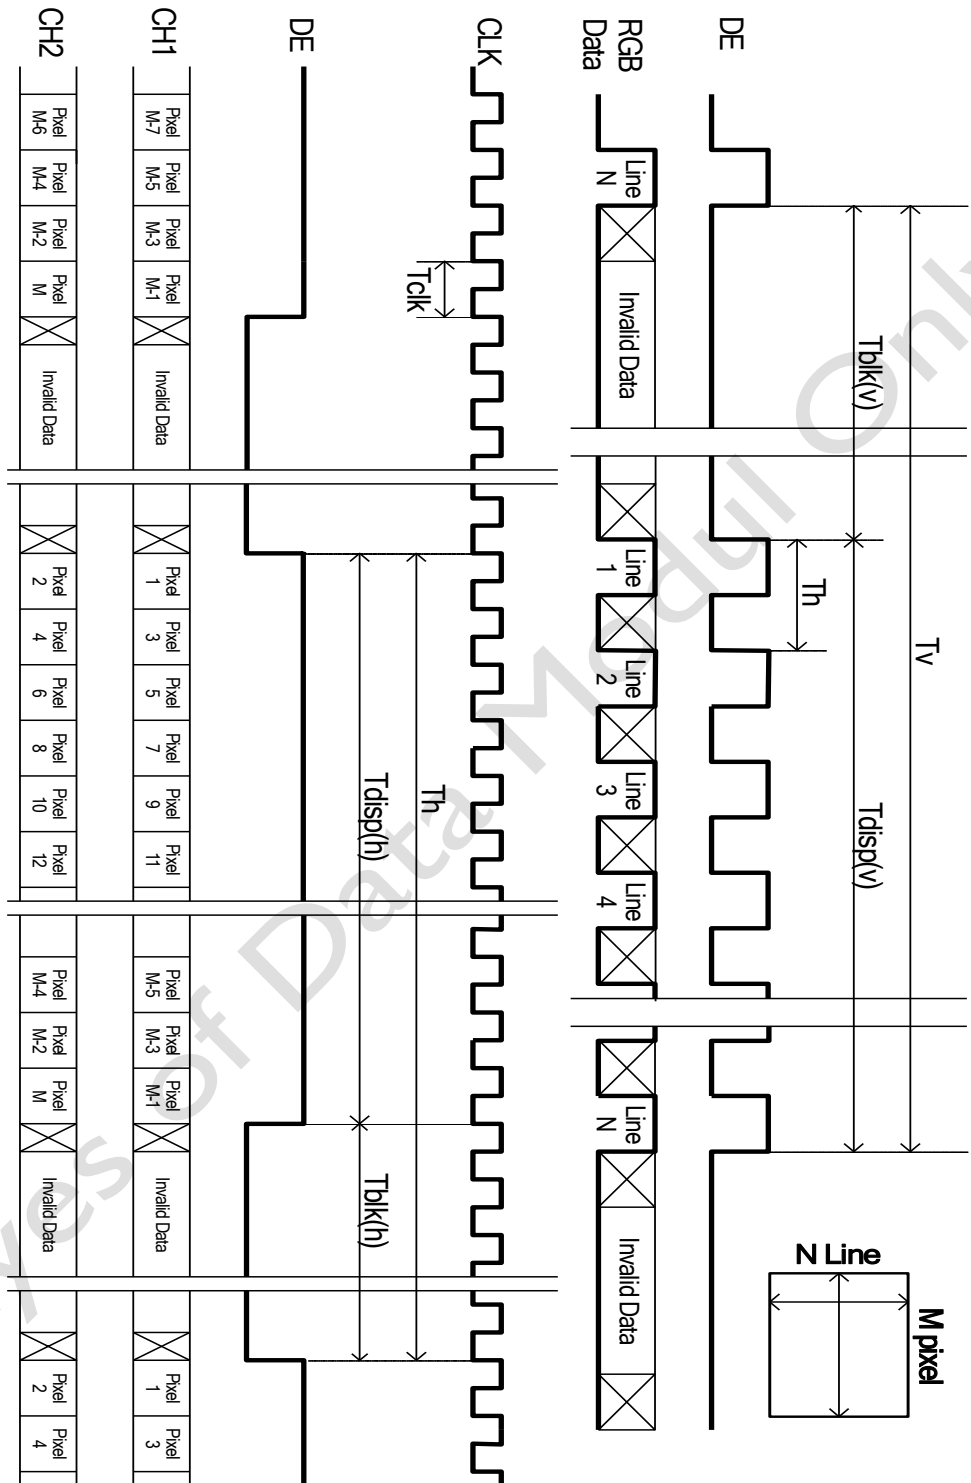 Tv
Tblk(v)
Tdisp(v)
Th
DE
RGB
Data
Line
N
Invalid Data
Line
1
Line
2
Line
3
Line
4
Line
N
Invalid Data
M pixel
N Line
CLK
Tclk
Th
Tdisp(h)
Tblk(h)
DE
CH1
Pixel
M-7
Pixel
M-5
Pixel
M-3
Pixel
M-1
Invalid Data
Pixel
1
Pixel
3
Pixel
5
Pixel
7
Pixel
9
Pixel
11
Pixel
M-5
Pixel
M-3
Pixel
M-1
Invalid Data
Pixel
1
Pixel
3
CH2
Pixel
M-6
Pixel
M-4
Pixel
M-2
Pixel
M
Invalid Data
Pixel
2
Pixel
4
Pixel
6
Pixel
8
Pixel
10
Pixel
12
Pixel
M-4
Pixel
M-2
Pixel
M
Invalid Data
Pixel
2
Pixel
4
yes of Data Modul Only